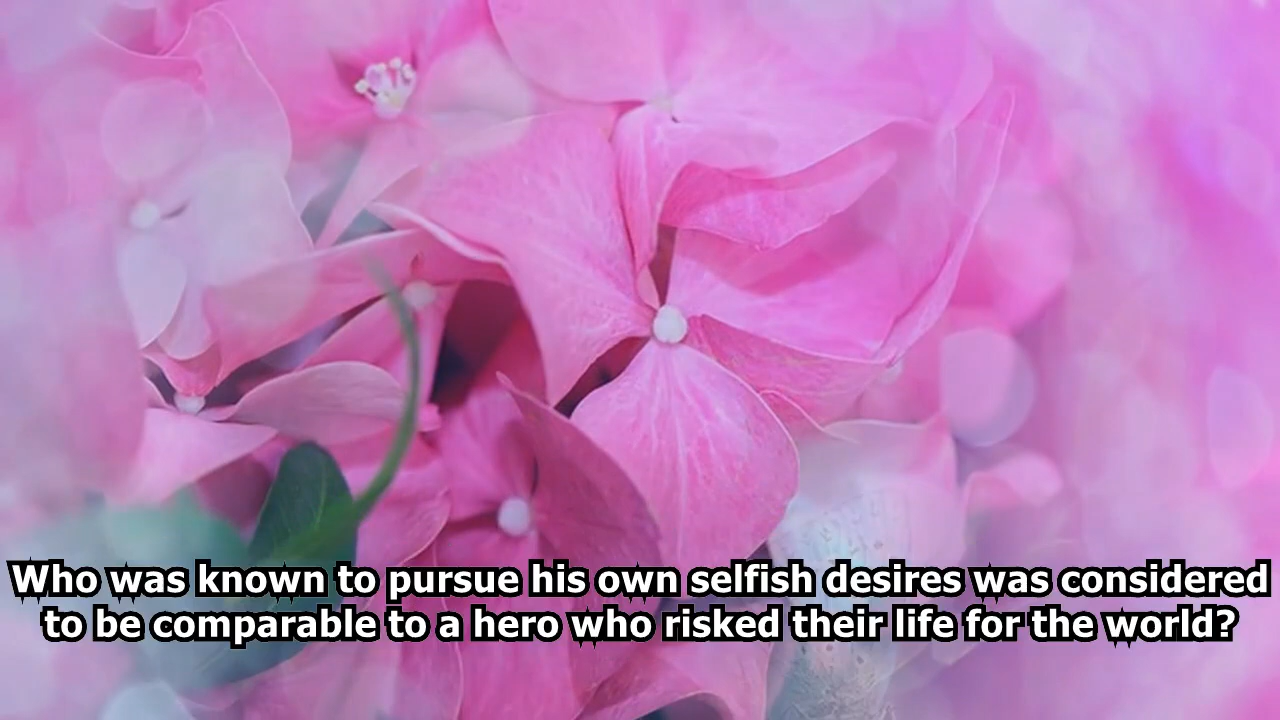 Who was known to pursue his own selfish desires was considered
to be comparable to a hero who risked their life for the world?